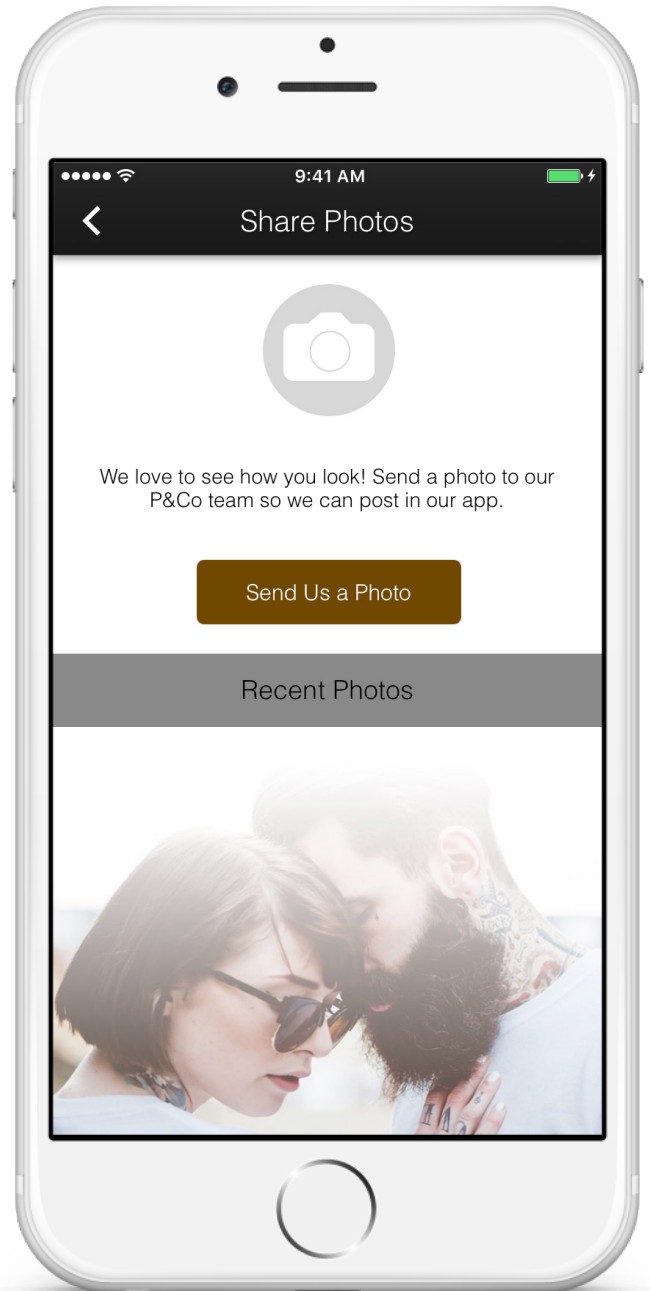 9:41 AM
Share Photos
We love to see how you look! Send a photo to our
P&Co team so we can post in our app.
Send Us a Photo
Recent Photos